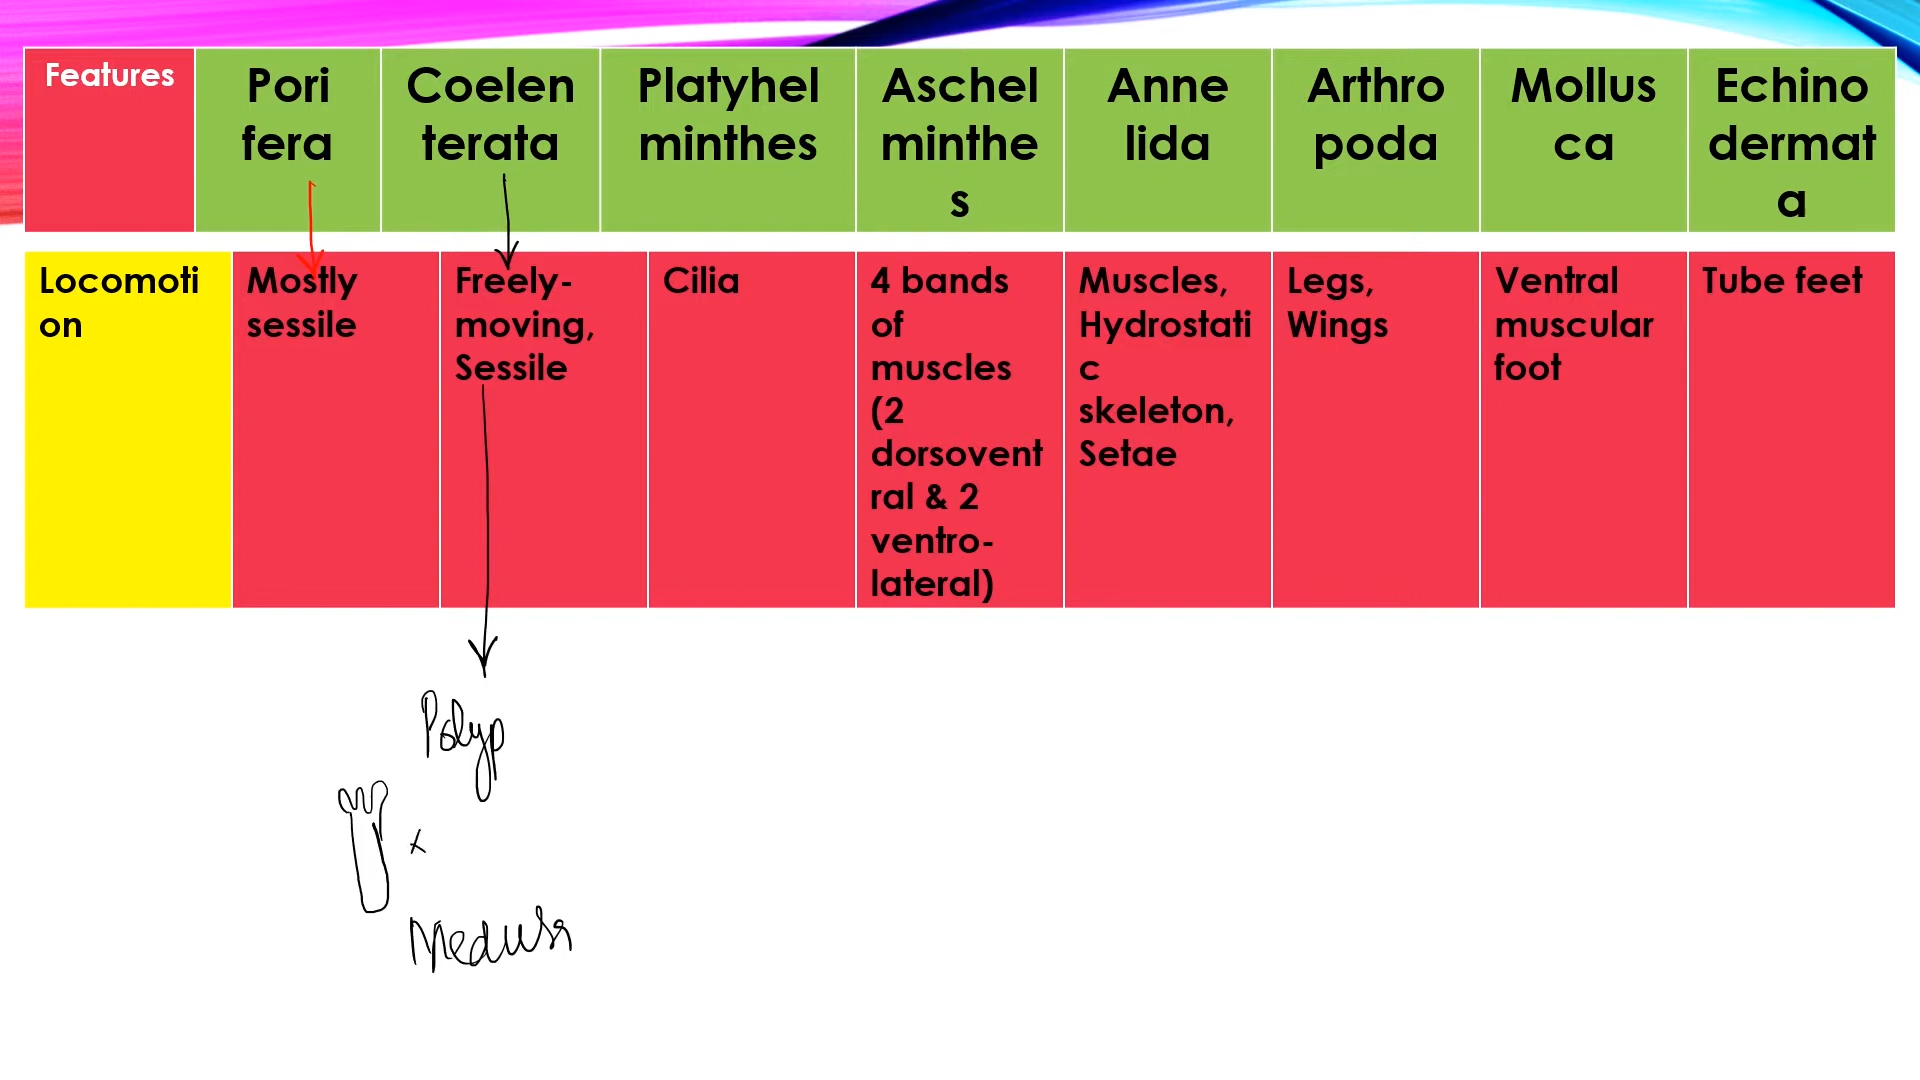 Features
Pori
fera
Coelen
terata
Platyhel
minthes
Aschel
minthe
s
Anne
lida
Arthro
poda
Mollus
ca
Echino
dermat
a
Locomoti
on
Mostly
sessile
Freely-
moving,
Sessile
Cilia
4 bands
of
muscles
(2
dorsovent
ral & 2
ventro-
lateral)
Muscles,
Hydrostati
c
skeleton,
Setae
Legs,
Wings
Ventral
muscular
foot
Tube feet
Polyp
x
Medusa